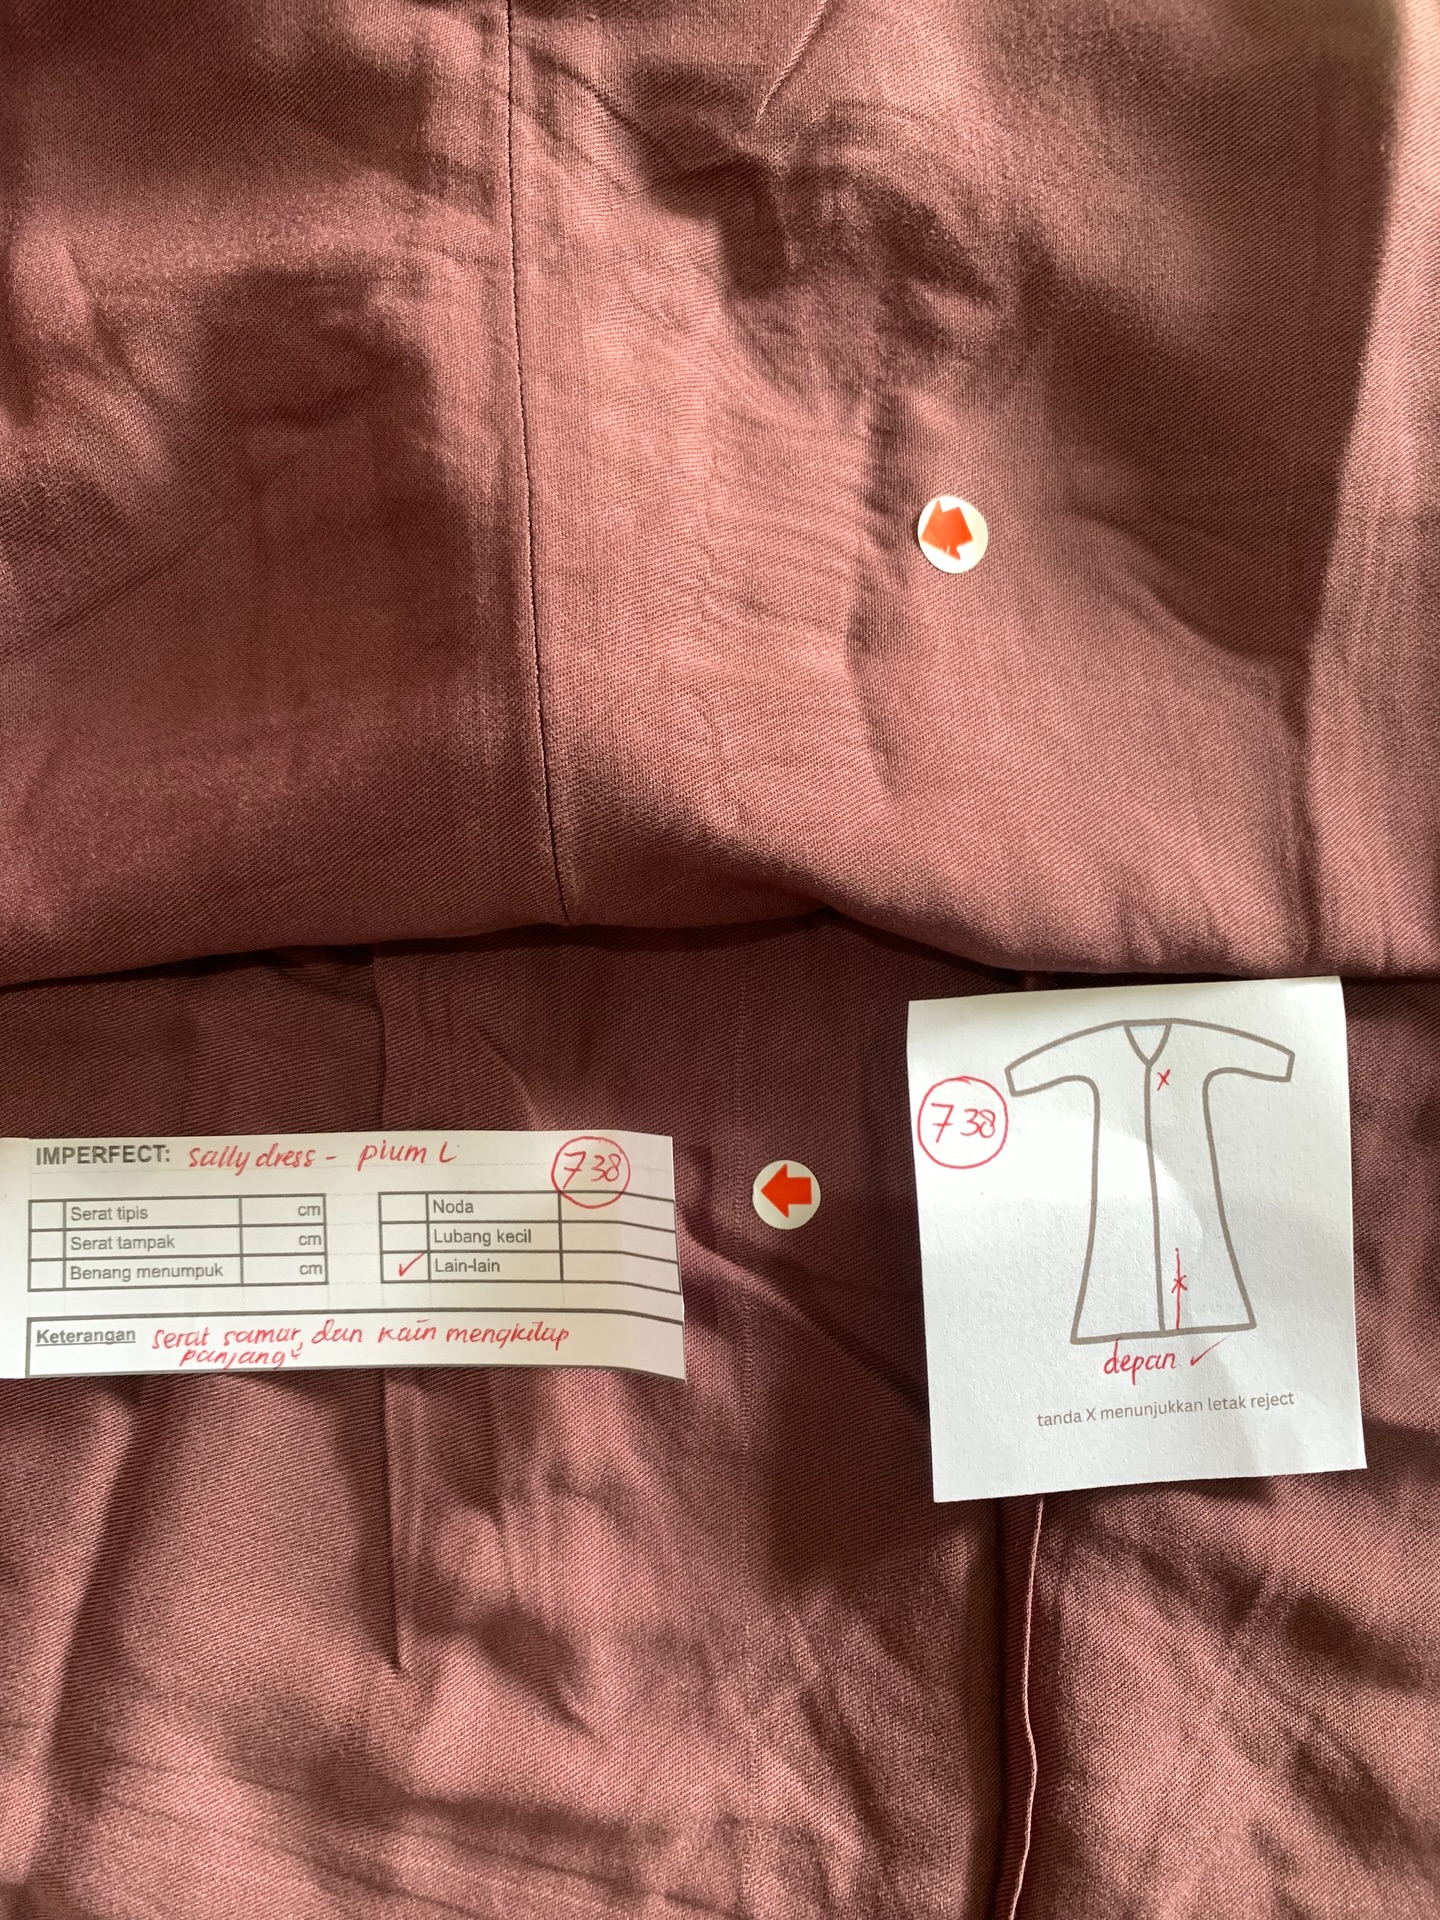 IMPERFECT: Sally dress - plum L
738
Serat tipis cm
Serat tampak cm
Benang menumpuk cm
Noda
Lubang kecil
✓ Lain-lain
Keterangan serat samar, dan kain mengkilap
panjang
738
x
x
depan ✓
tanda X menunjukkan letak reject